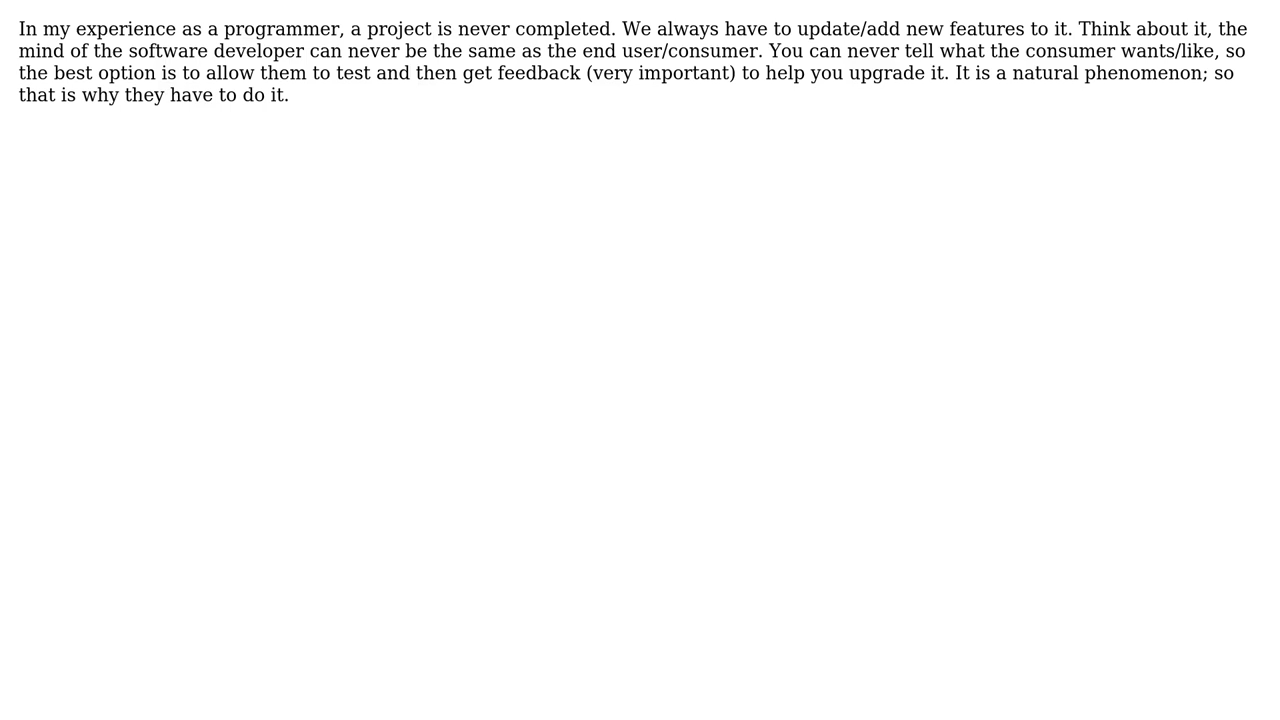 In my experience as a programmer, a project is never completed. We always have to update/add new features to it. Think about it, the
mind of the software developer can never be the same as the end user/consumer. You can never tell what the consumer wants/like, so
the best option is to allow them to test and then get feedback (very important) to help you upgrade it. It is a natural phenomenon; so
that is why they have to do it.